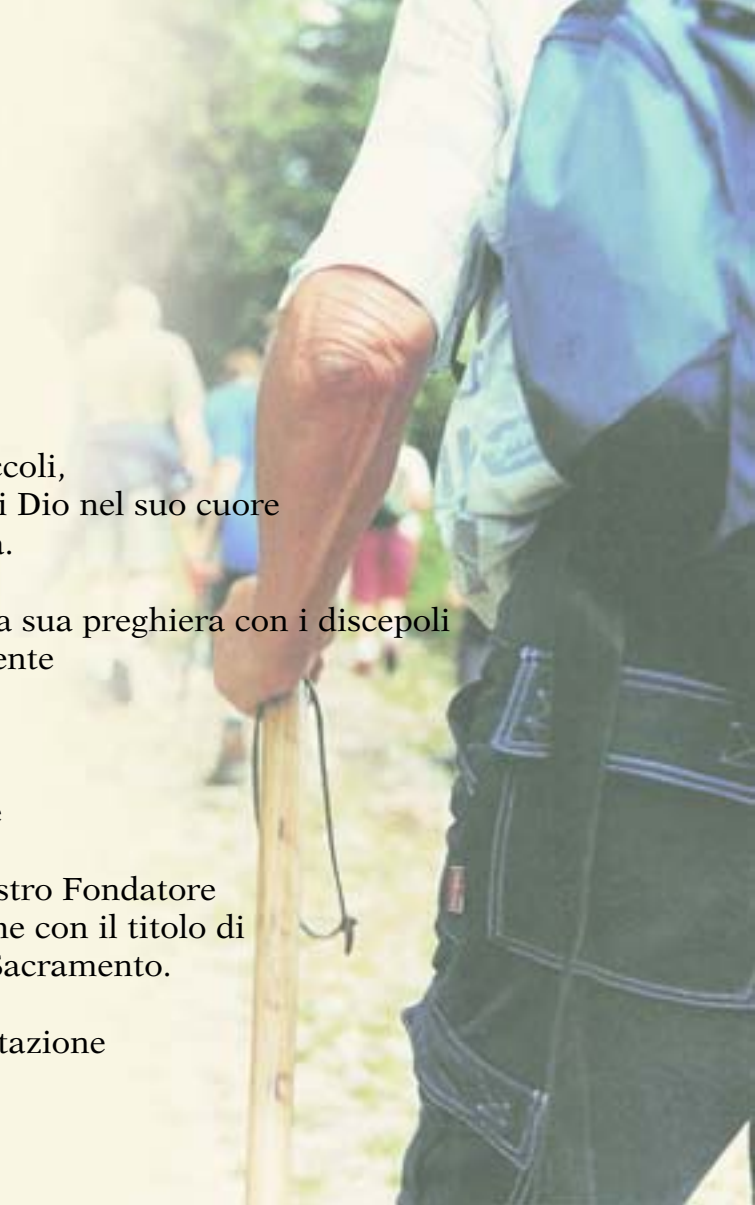 ccoli,
i Dio nel suo cuore
a.
a sua preghiera con i discepoli
ente
e
stro Fondatore
ne con il titolo di
Sacramento.
tazione